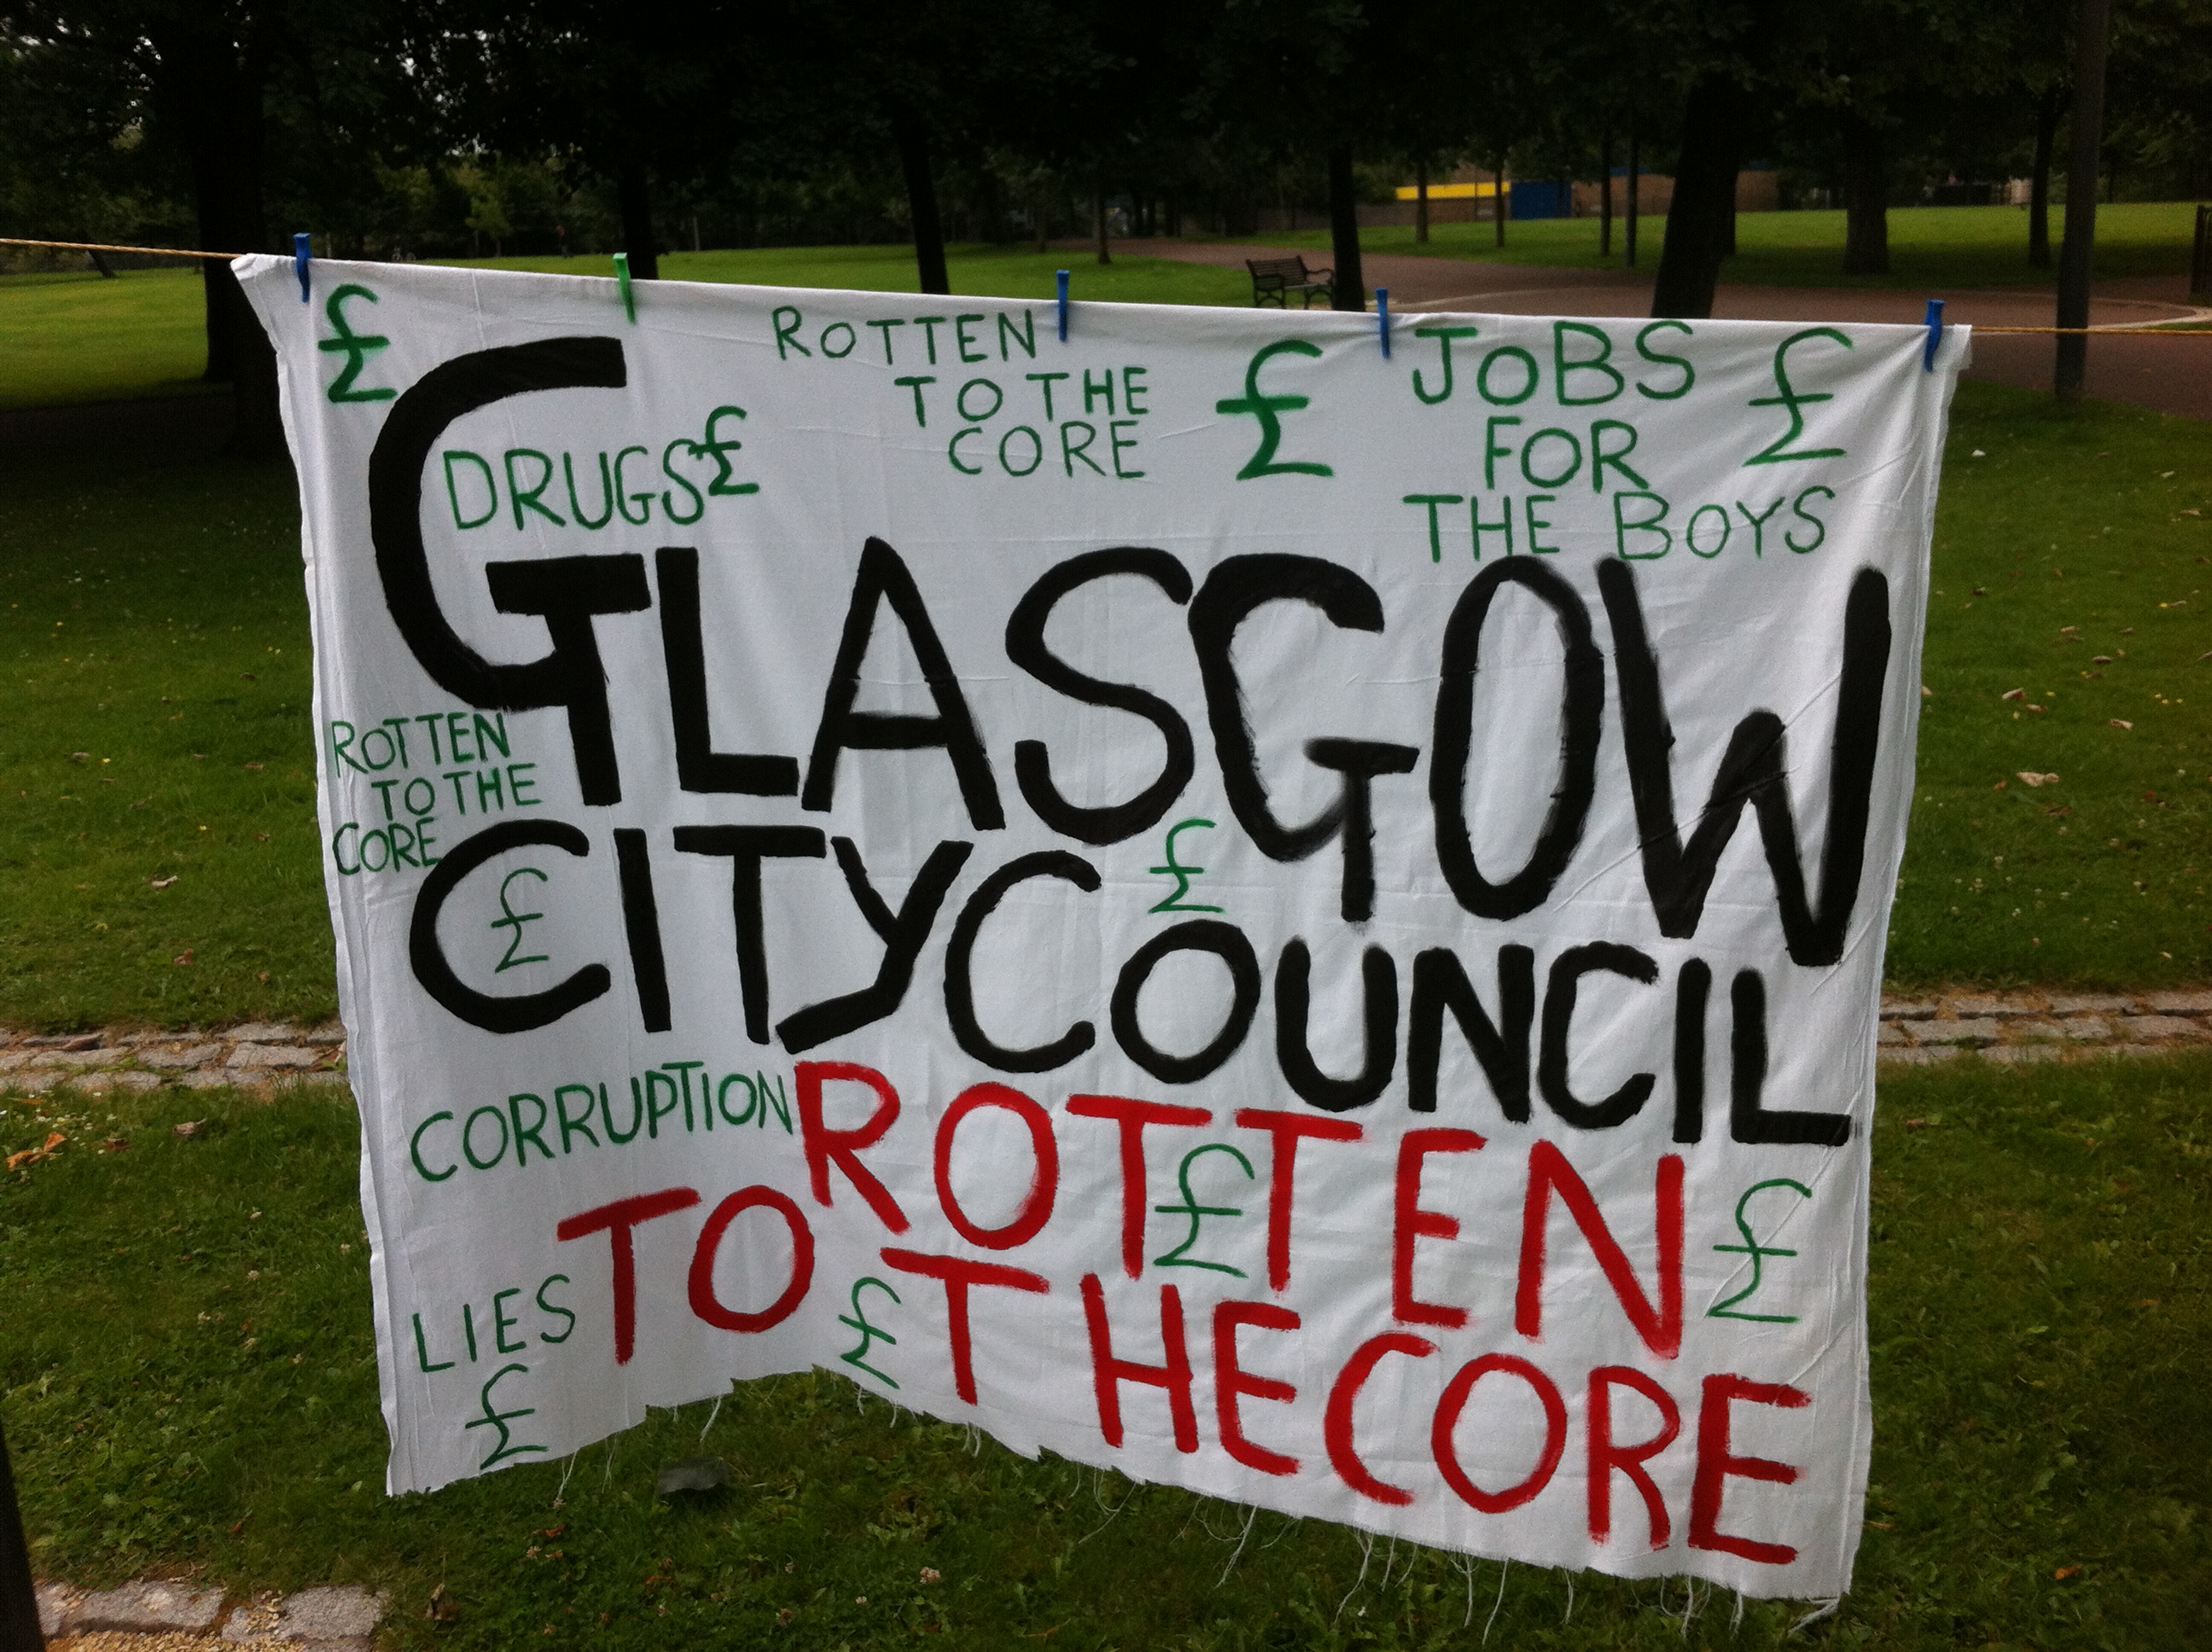 £
ROTTEN
TO THE
CORE
£
JOBS
FOR
THE BOYS
£
DRUGS£
GLASGOW
ROTTEN
TO THE
CORE
£
£
CITY COUNCIL
CORRUPTION
ROTTEN
£
£
TO THE CORE
£
LIES
£